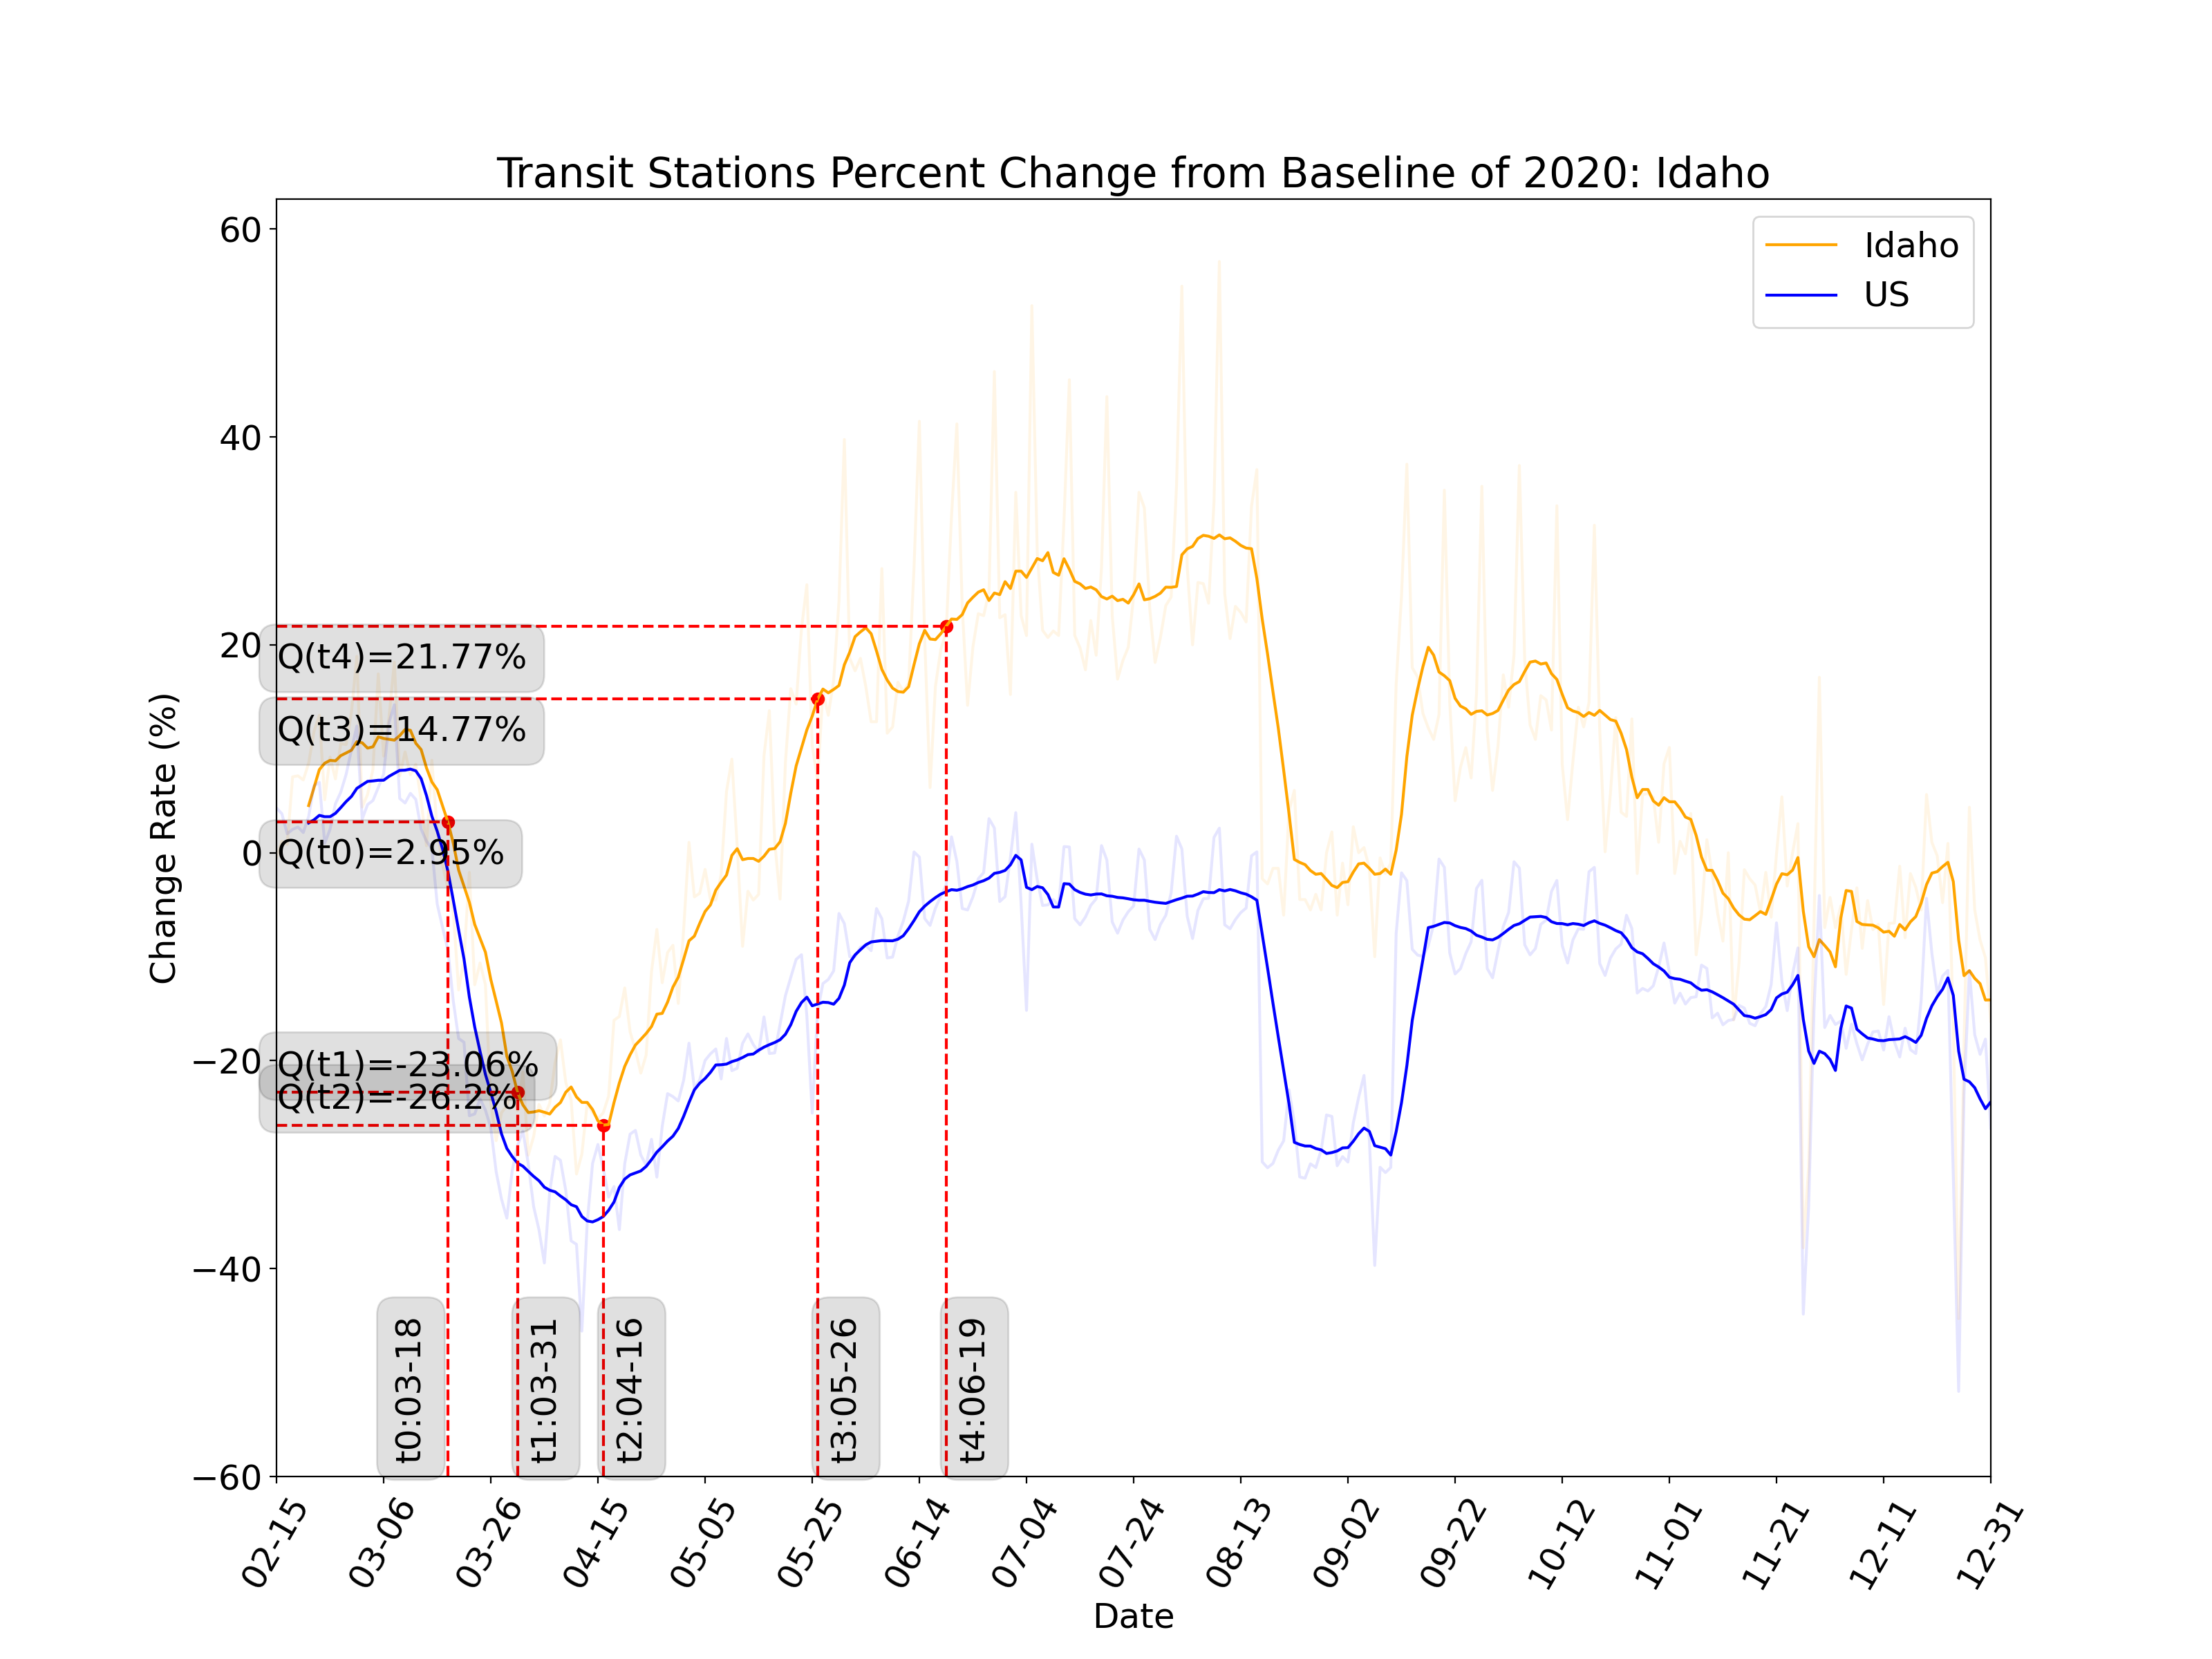 Transit Stations Percent Change from Baseline of 2020: Idaho
Idaho
US
Change Rate (%)
60
40
20
0
−20
−40
−60
Q(t4)=21.77%
Q(t3)=14.77%
Q(t0)=2.95%
Q(t1)=-23.06%
Q(t2)=-26.2%
t0:03-18
t1:03-31
t2:04-16
t3:05-26
t4:06-19
02-15
03-06
03-26
04-15
05-05
05-25
06-14
07-04
07-24
08-13
09-02
09-22
10-12
11-01
11-21
12-11
12-31
Date